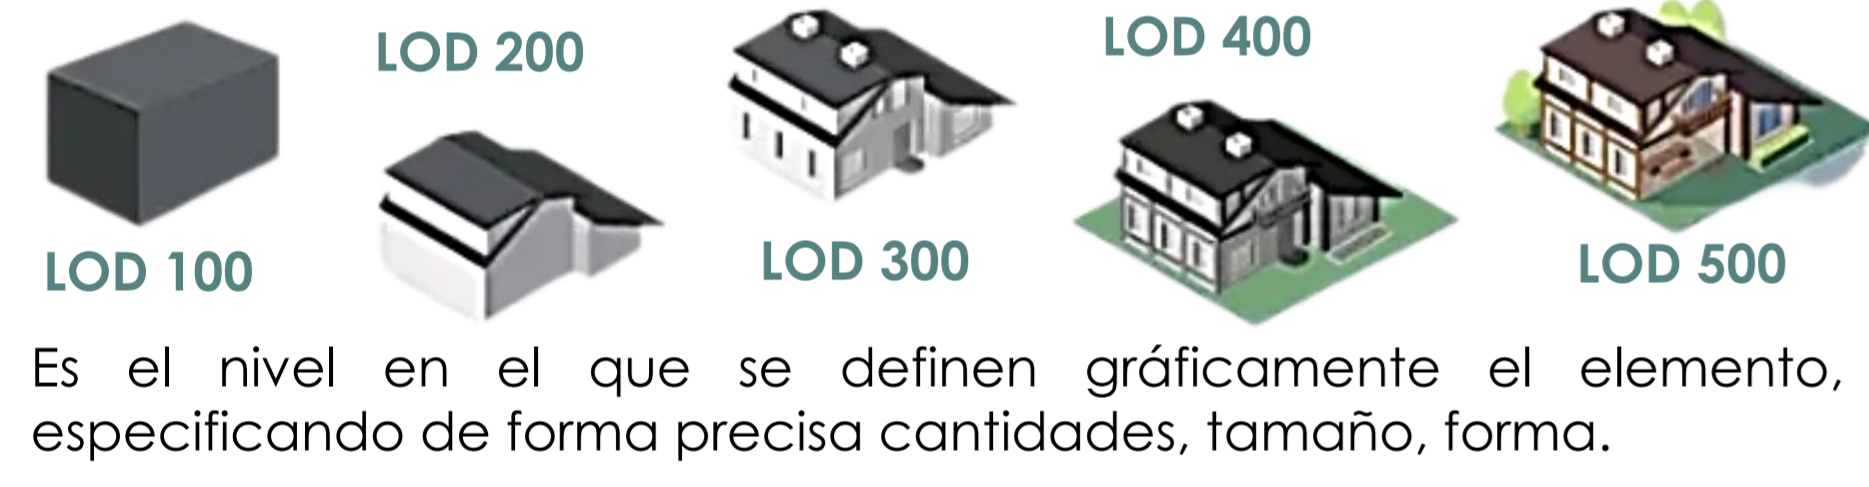 LOD 200
LOD 400
LOD 100
LOD 300
LOD 500
Es el nivel en el que se definen gráficamente el elemento,
especificando de forma precisa cantidades, tamaño, forma.